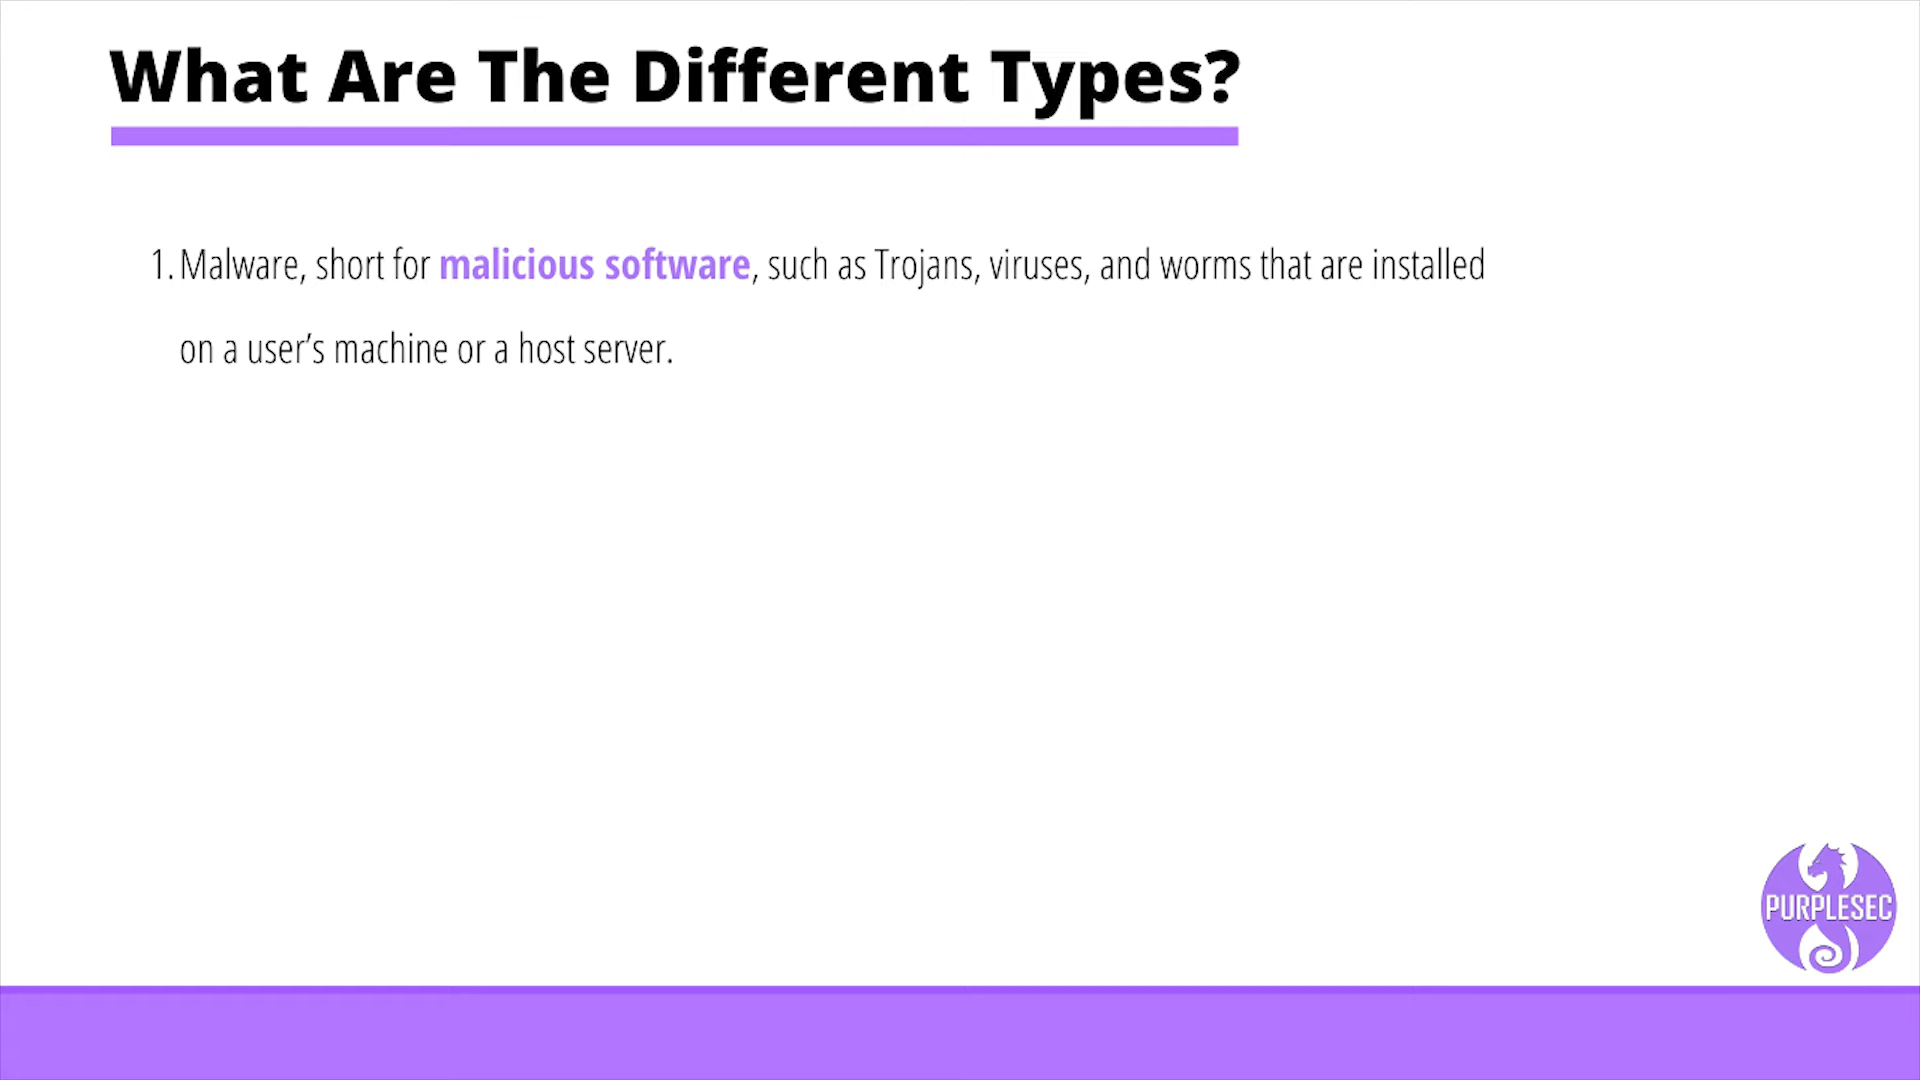 What Are The Different Types?
1. Malware, short for malicious software, such as Trojans, viruses, and worms that are installed
on a user’s machine or a host server.
PURPLESEC